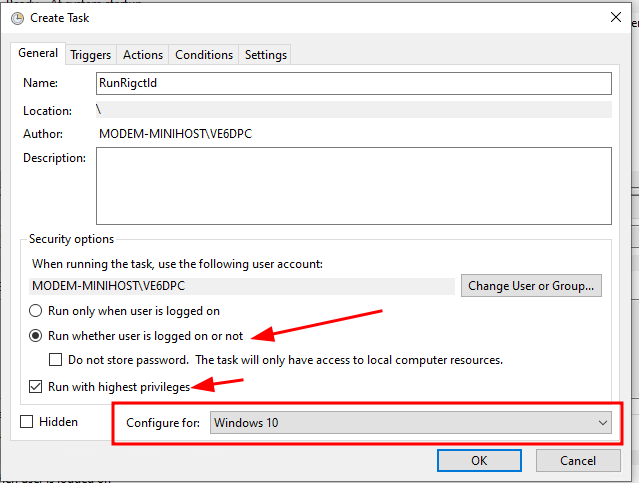 Create Task
General Triggers Actions Conditions Settings
Name: RunRigctld
Location: \
Author: MODEM-MINIHOST\VE6DPC
Description:
Security options
When running the task, use the following user account:
MODEM-MINIHOST\VE6DPC Change User or Group...
Run only when user is logged on
Run whether user is logged on or not
Do not store password. The task will only have access to local computer resources.
Run with highest privileges
Hidden Configure for: Windows 10
OK Cancel